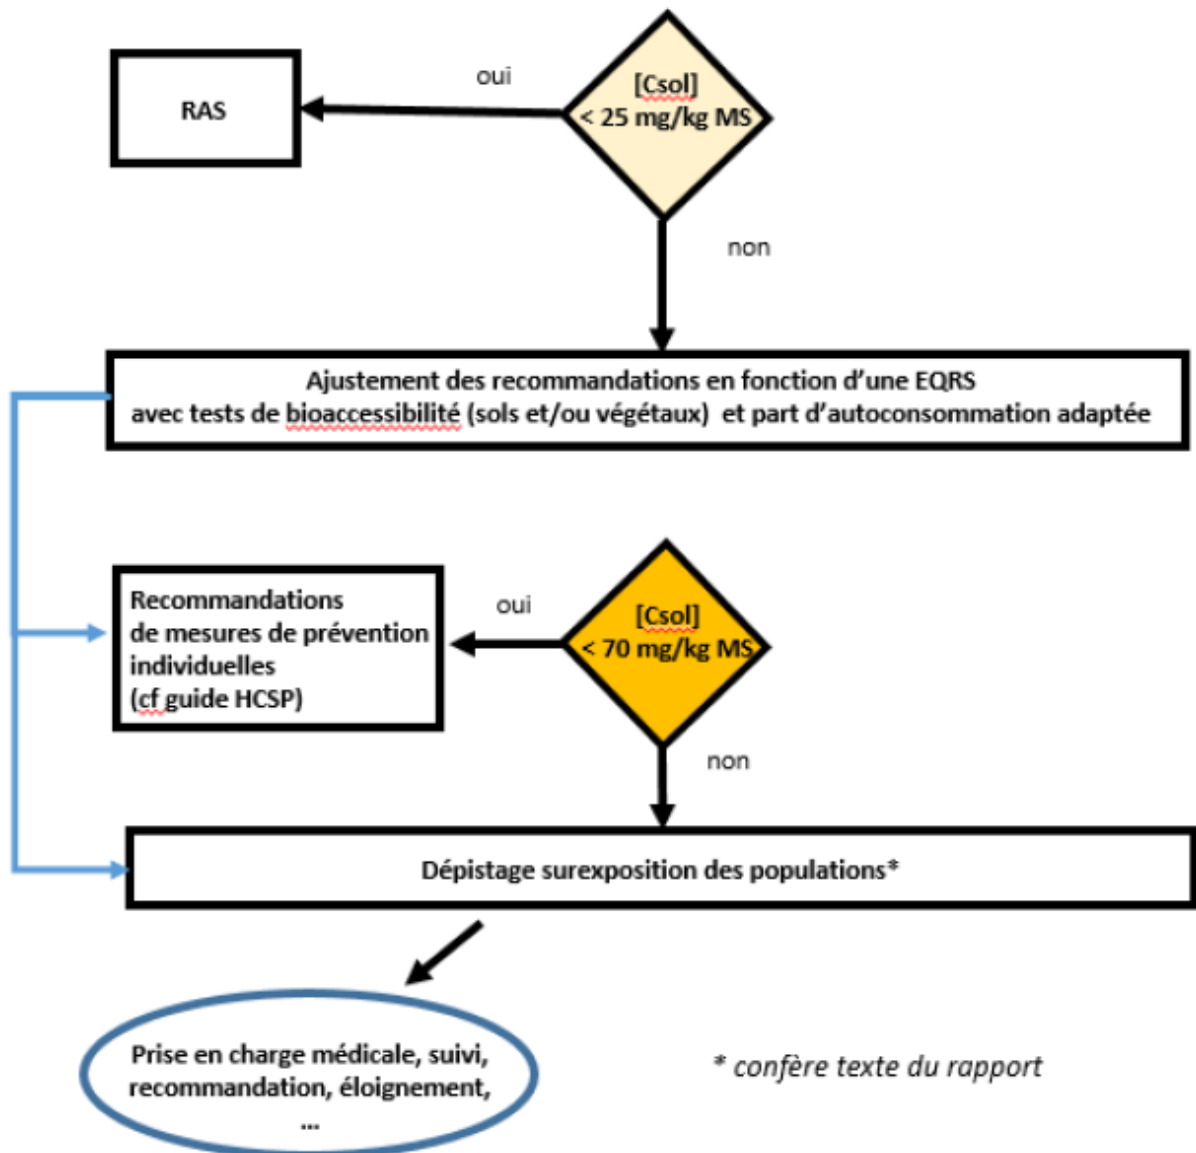 oui
[Csol]
< 25 mg/kg MS
RAS
non
Ajustement des recommandations en fonction d’une EQRS
avec tests de bioaccessibilité (sols et/ou végétaux) et part d’autoconsommation adaptée
Recommandations
de mesures de prévention
individuelles
(cf guide HCSP)
oui
[Csol]
< 70 mg/kg MS
non
Dépistage surexposition des populations*
Prise en charge médicale, suivi,
recommandation, éloignement,
...
* confère texte du rapport